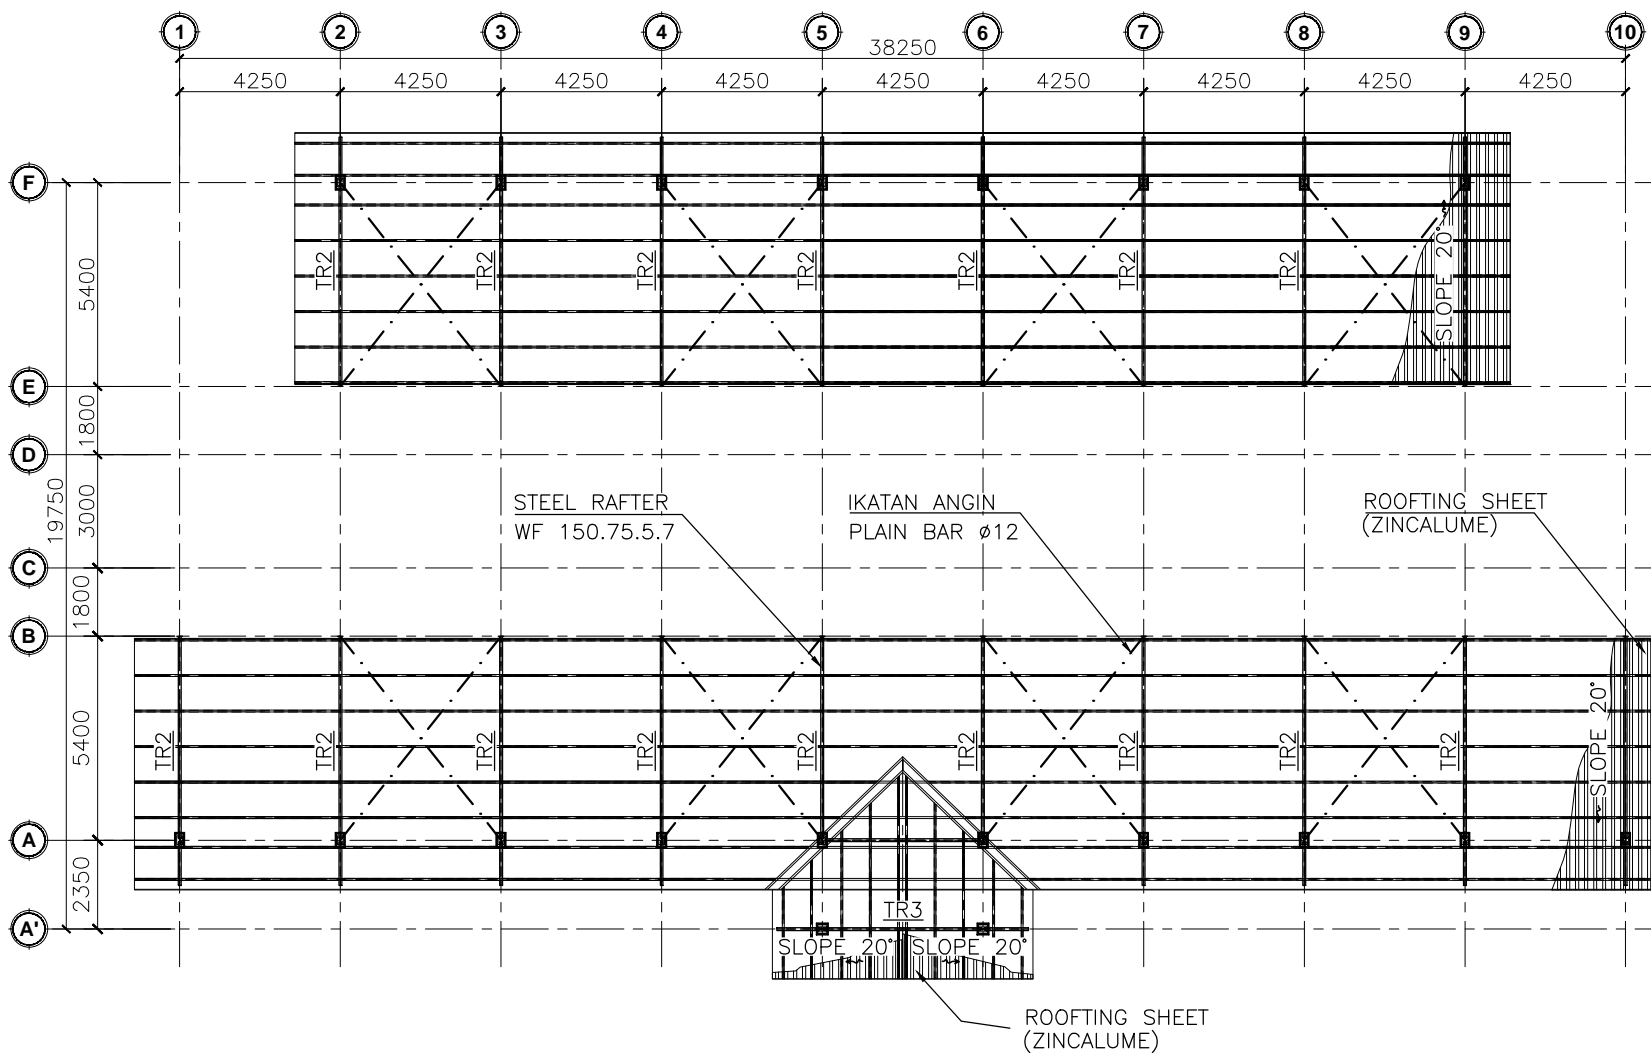 1 2 3 4 5 6 7 8 9 10
38250
4250 4250 4250 4250 4250 4250 4250 4250 4250
F
5400
TR2 TR2 TR2 TR2 TR2 TR2 TR2
SLOPE 20°
E
1800
D
19750
3000
STEEL RAFTER
WF 150.75.5.7
IKATAN ANGIN
PLAIN BAR ø12
ROOFTING SHEET
(ZINCALUME)
C
1800
B
5400
TR2 TR2 TR2 TR2 TR2 TR2 TR2 TR2 TR2
SLOPE 20°
A
2350
TR3
A'
SLOPE 20° SLOPE 20°
ROOFTING SHEET
(ZINCALUME)